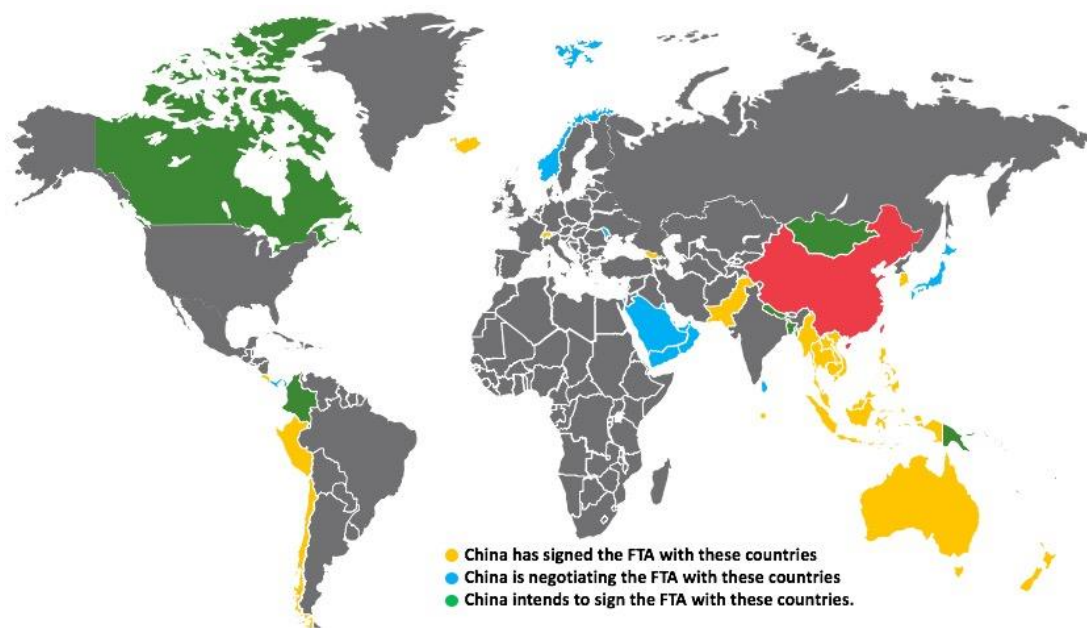 China has signed the FTA with these countries
China is negotiating the FTA with these countries
China intends to sign the FTA with these countries.